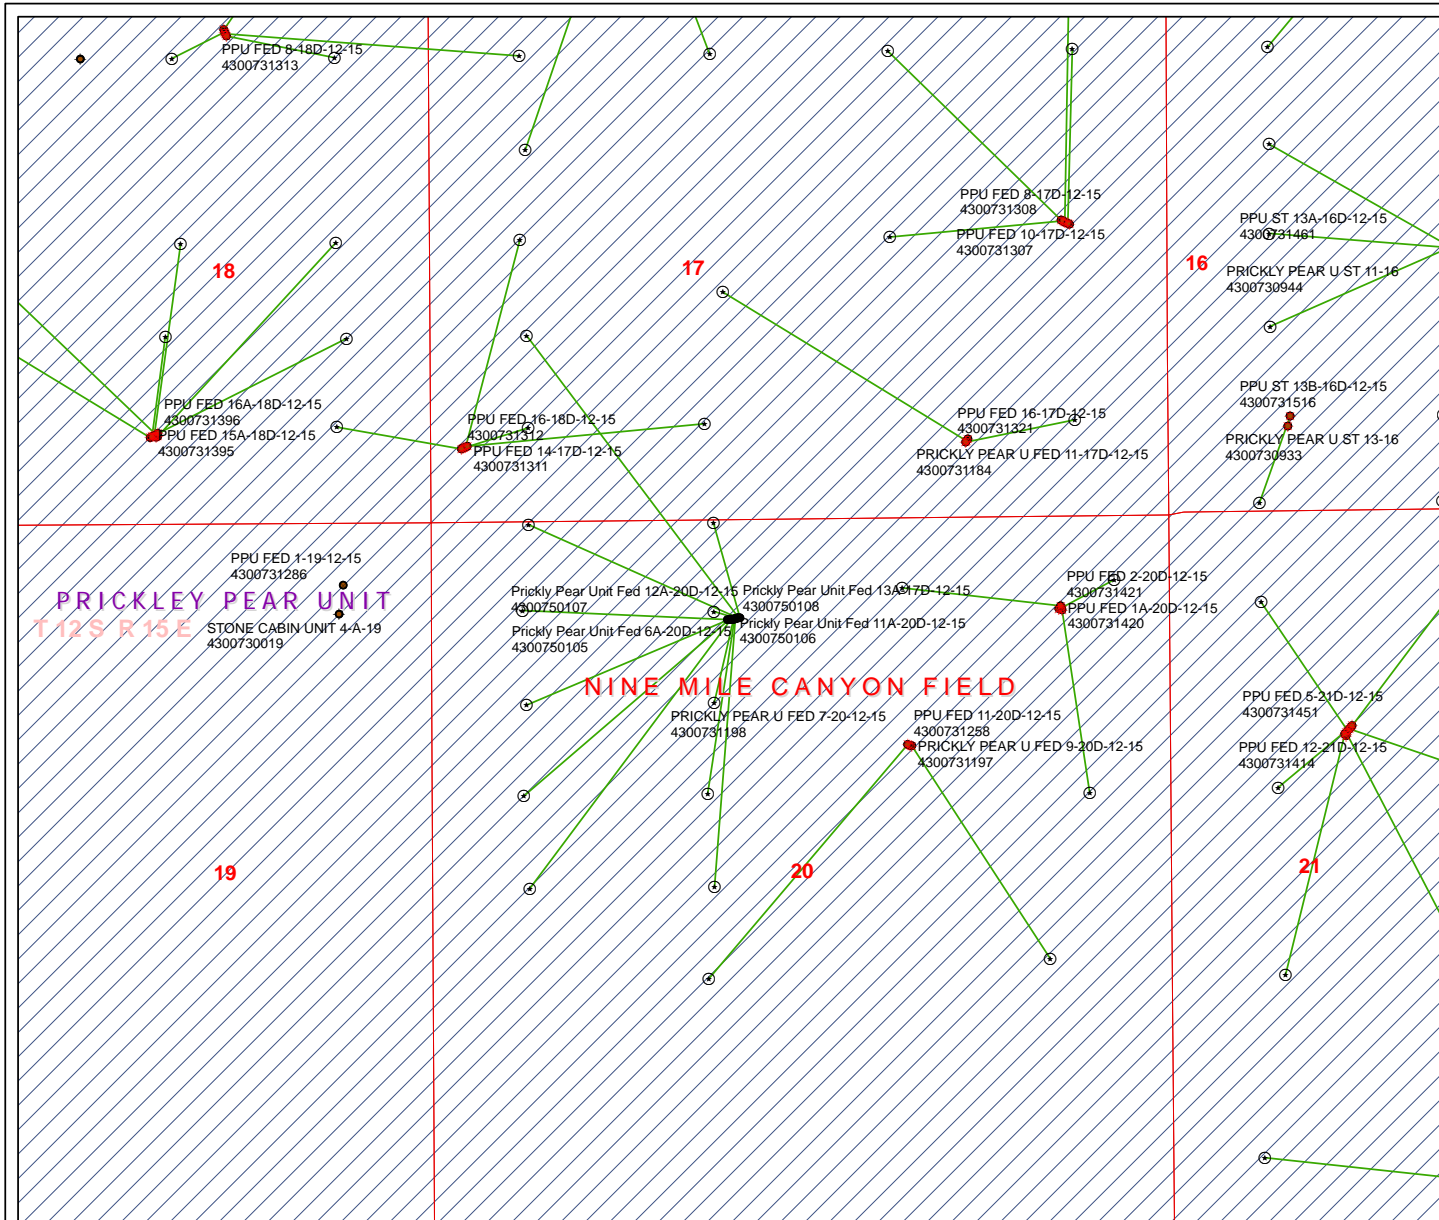 PPU FED 8-18D-12-15
4300731313
PPU FED 8-17D-12-15
4300731308
PPU FED 10-17D-12-15
4300731307
PPU ST 13A-16D-12-15
4300731461
PRICKLY PEAR U ST 11-16
4300730944
18
17
16
PPU FED 16A-18D-12-15
4300731396
PPU FED 15A-18D-12-15
4300731395
PPU FED 16-18D-12-15
4300731312
PPU FED 14-17D-12-15
4300731311
PPU FED 16-17D-12-15
4300731321
PRICKLY PEAR U FED 11-17D-12-15
4300731184
PPU ST 13B-16D-12-15
4300731516
PRICKLY PEAR U ST 13-16
4300730933
PPU FED 1-19-12-15
4300731286
PRICKLEY PEAR UNIT
T 12 S R 15 E
STONE CABIN UNIT 4-A-19
4300730019
Prickly Pear Unit Fed 12A-20D-12-15
4300750107
Prickly Pear Unit Fed 13A-17D-12-15
4300750108
Prickly Pear Unit Fed 6A-20D-12-15
4300750105
Prickly Pear Unit Fed 11A-20D-12-15
4300750106
PPU FED 2-20D-12-15
4300731421
PPU FED 1A-20D-12-15
4300731420
NINE MILE CANYON FIELD
PRICKLY PEAR U FED 7-20-12-15
4300731198
PPU FED 11-20D-12-15
4300731258
PRICKLY PEAR U FED 9-20D-12-15
4300731197
PPU FED 5-21D-12-15
4300731451
PPU FED 12-21D-12-15
4300731414
19
20
21